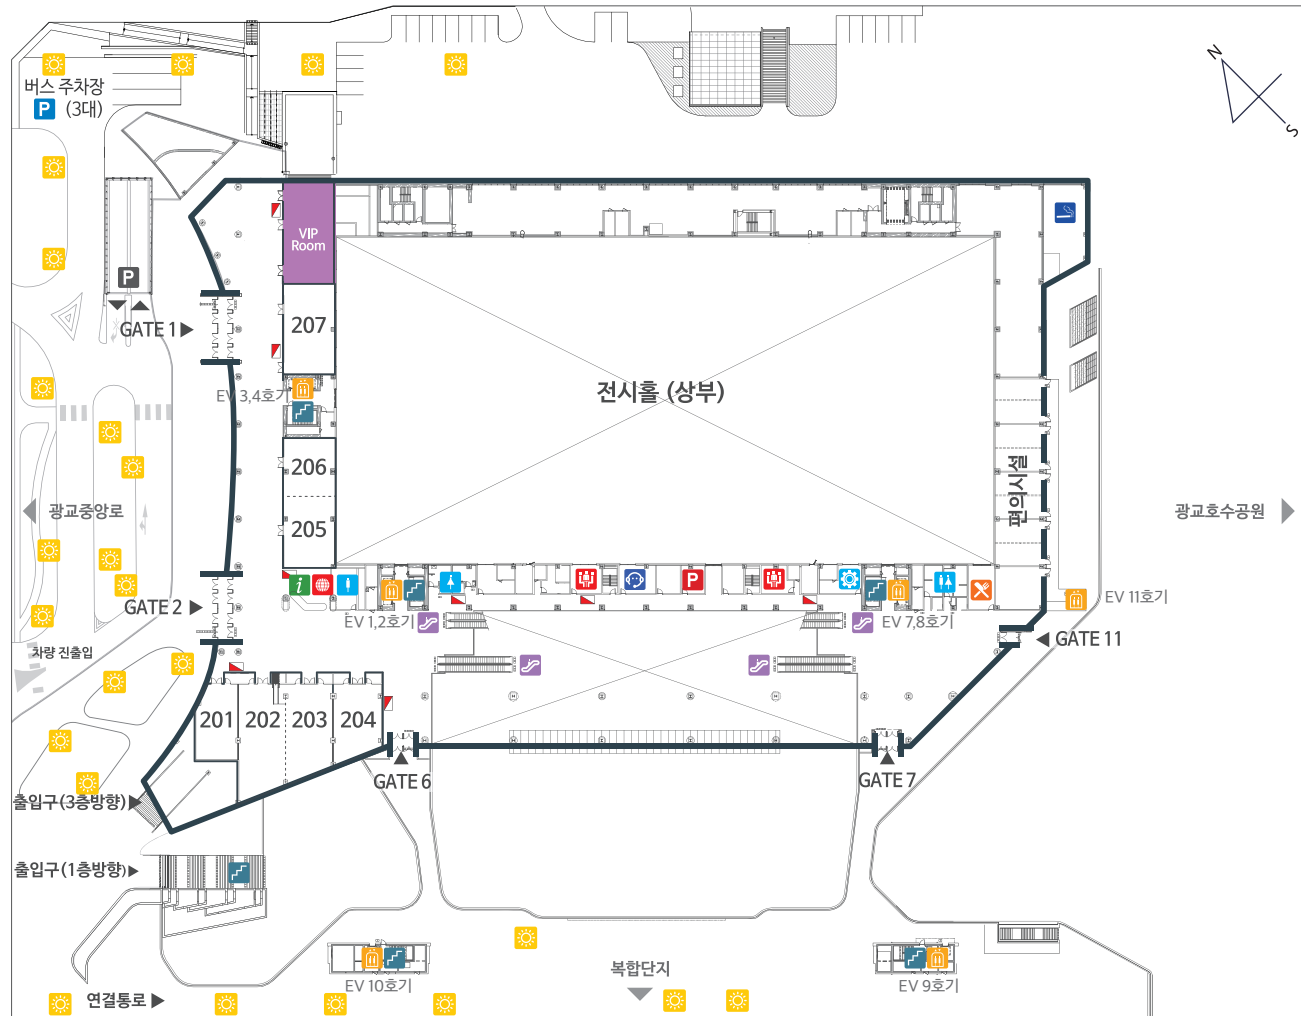 버스 주차장
P (3대)
N
S
VIP
Room
P
GATE 1
207
EV 3,4호기
전시홀 (상부)
206
205
편의시설
광교중앙로
광교호수공원
i
P
GATE 2
EV 1,2호기
EV 7,8호기
EV 11호기
GATE 11
차량 진출입
201
202
203
204
GATE 6
GATE 7
출입구(3층방향)
출입구(1층방향)
복합단지
EV 10호기
EV 9호기
연결통로